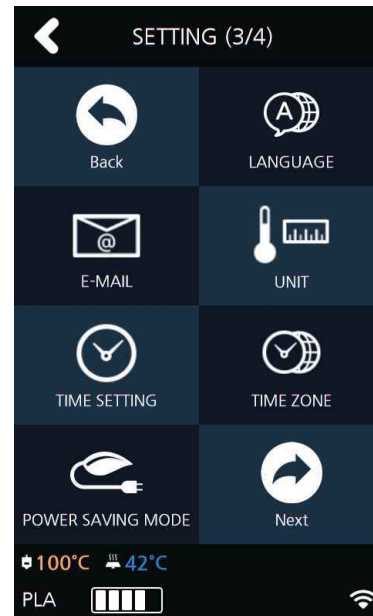 SETTING (3/4)
Back
LANGUAGE
E-MAIL
UNIT
TIME SETTING
TIME ZONE
POWER SAVING MODE
Next
100°C 42°C
PLA